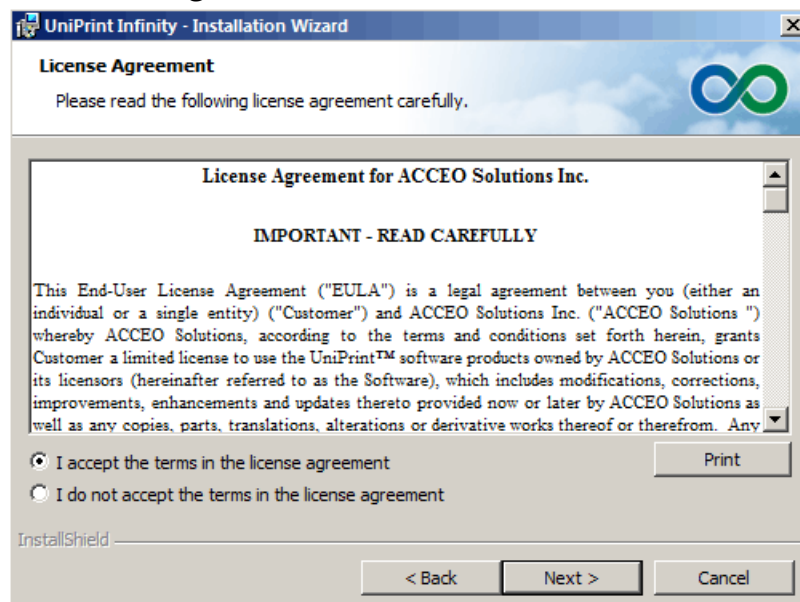 UniPrint Infinity - Installation Wizard
License Agreement
Please read the following license agreement carefully.
License Agreement for ACCEO Solutions Inc.
IMPORTANT - READ CAREFULLY
This End-User License Agreement ("EULA") is a legal agreement between you (either an
individual or a single entity) ("Customer") and ACCEO Solutions Inc. ("ACCEO Solutions ")
whereby ACCEO Solutions, according to the terms and conditions set forth herein, grants
Customer a limited license to use the UniPrint™ software products owned by ACCEO Solutions or
its licensors (hereinafter referred to as the Software), which includes modifications, corrections,
improvements, enhancements and updates thereto provided now or later by ACCEO Solutions as
well as any copies, parts, translations, alterations or derivative works thereof or therefrom. Any
I accept the terms in the license agreement
Print
I do not accept the terms in the license agreement
InstallShield
< Back
Next >
Cancel